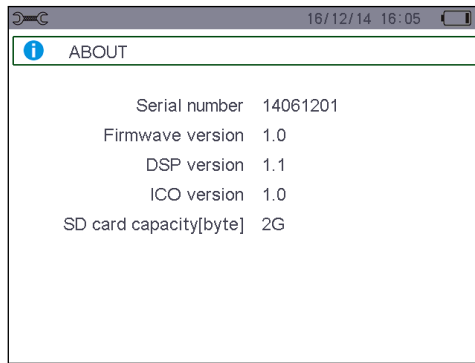 16/12/14 16:05
ABOUT
Serial number 14061201
Firmwave version 1.0
DSP version 1.1
ICO version 1.0
SD card capacity[byte] 2G